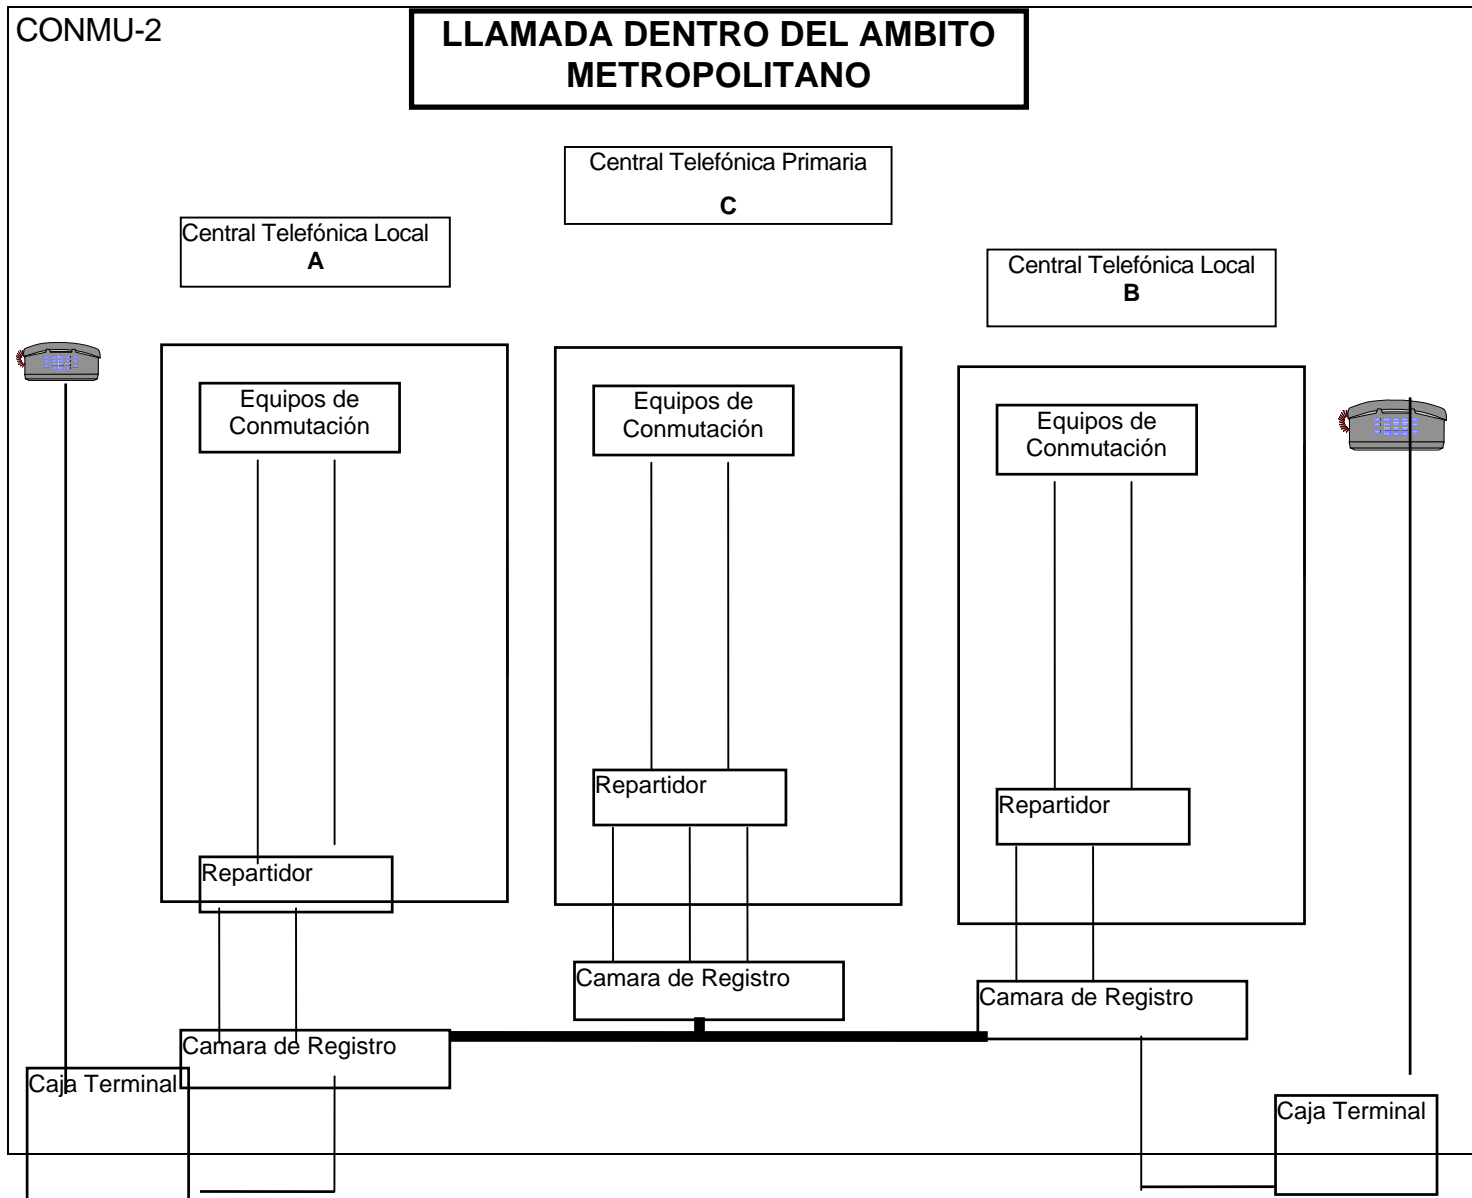 CONMU-2
LLAMADA DENTRO DEL AMBITO
METROPOLITANO
Central Telefónica Primaria
C
Central Telefónica Local
A
Central Telefónica Local
B
Equipos de
Conmutación
Equipos de
Conmutación
Equipos de
Conmutación
Repartidor
Repartidor
Repartidor
Camara de Registro
Camara de Registro
Camara de Registro
Caja Terminal
Caja Terminal